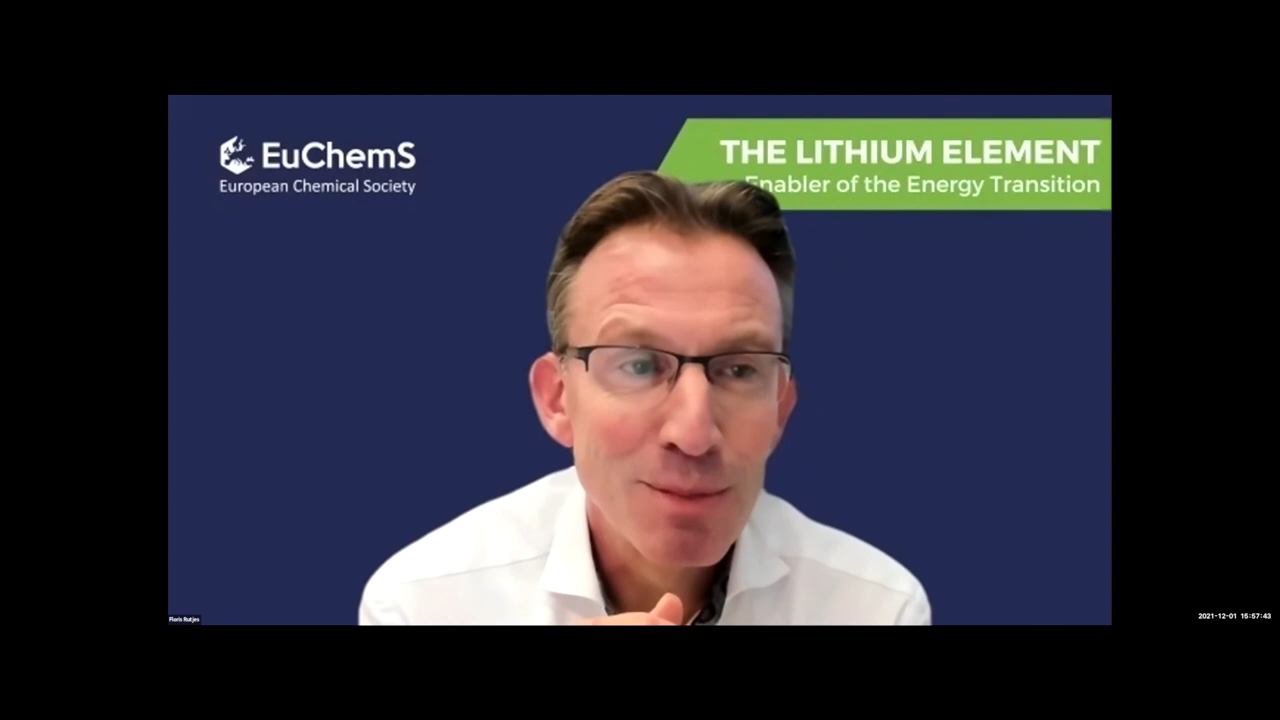 EuChemS
European Chemical Society
THE LITHIUM ELEMENT
Enabler of the Energy Transition
Floris Rutjes
2021-12-01 15:57:43